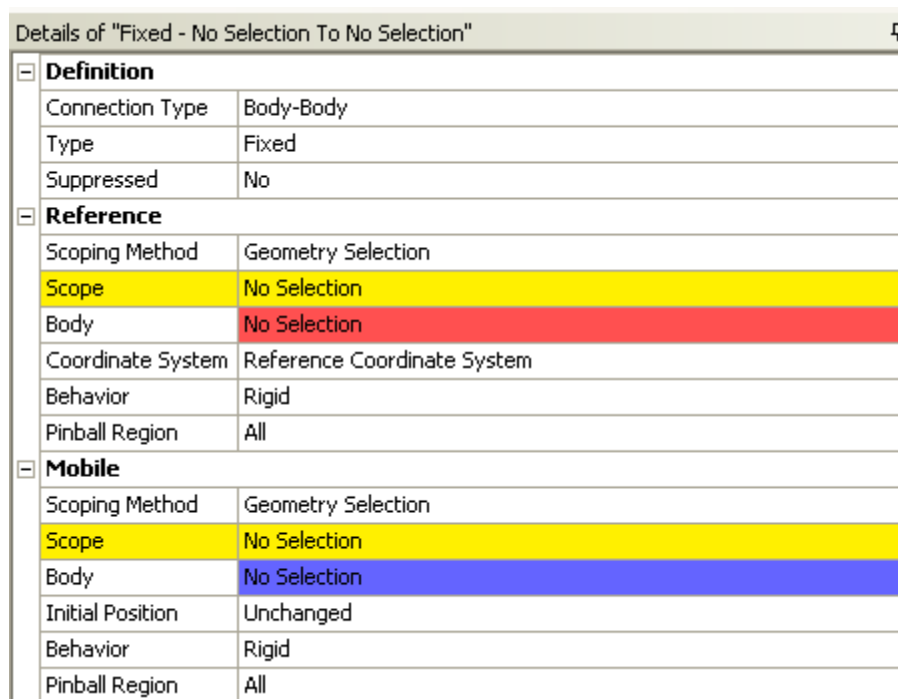 Details of "Fixed - No Selection To No Selection"
Definition
Connection Type Body-Body
Type Fixed
Suppressed No
Reference
Scoping Method Geometry Selection
Scope No Selection
Body No Selection
Coordinate System Reference Coordinate System
Behavior Rigid
Pinball Region All
Mobile
Scoping Method Geometry Selection
Scope No Selection
Body No Selection
Initial Position Unchanged
Behavior Rigid
Pinball Region All